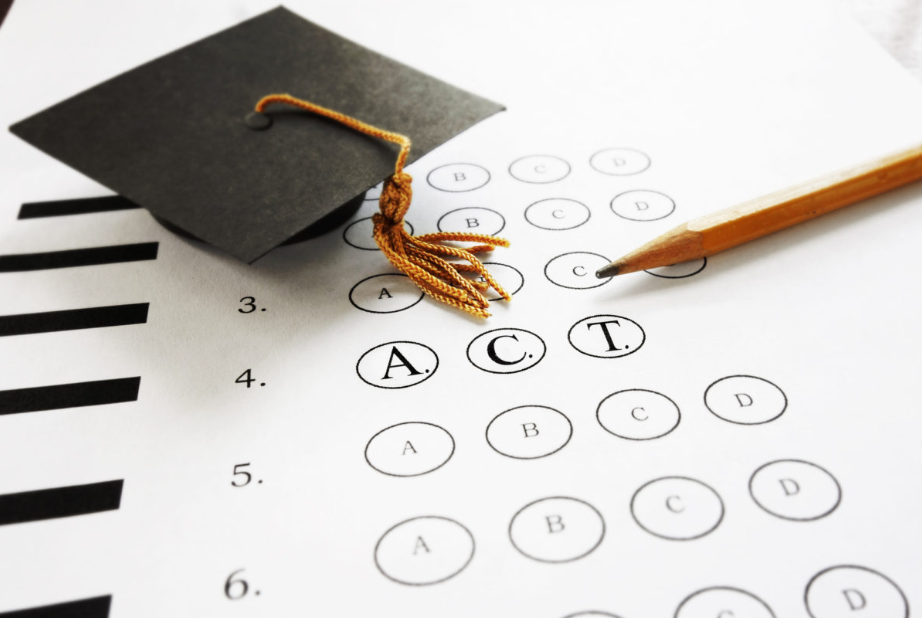 B C D
B C D
3. A C
4. A. C. T.
5. A B C D
6. A B C D
C D